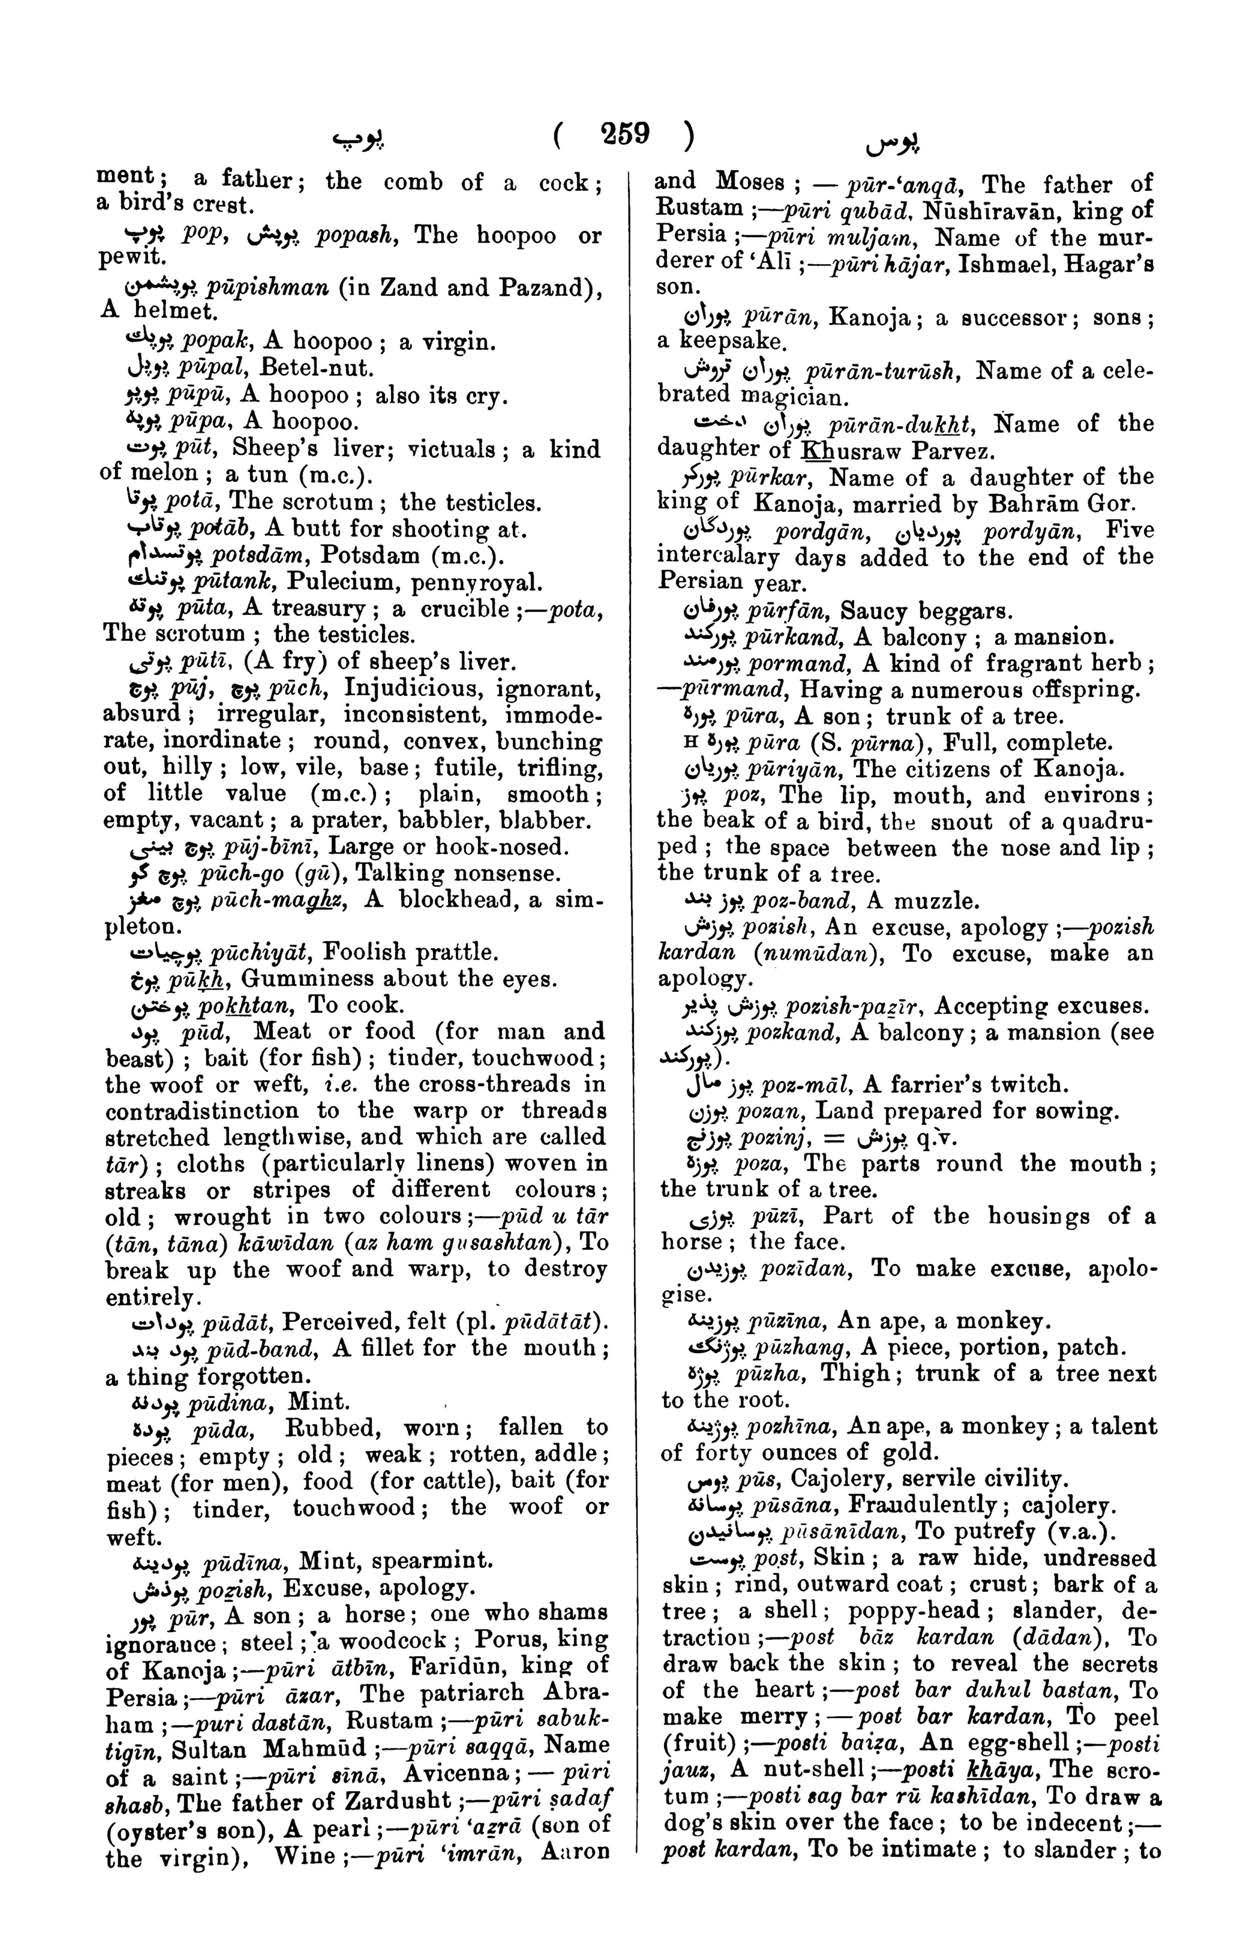 پوپ ( 259 ) پوس
ment; a father; the comb of a cock;
a bird's crest.
پوپ pop, پوپش popash, The hoopoo or
pewit.
پوپشمن pūpishman (in Zand and Pazand),
A helmet.
پوپك popak, A hoopoo; a virgin.
پوپل pūpal, Betel-nut.
پوپو pūpū, A hoopoo; also its cry.
پوپه pūpa, A hoopoo.
پوت pūt, Sheep's liver; victuals; a kind
of melon; a tun (m.c.).
پوتا potā, The scrotum; the testicles.
پوتاب potāb, A butt for shooting at.
پوتسدام potsdām, Potsdam (m.c.).
پوتنك pūtank, Pulecium, pennyroyal.
پوته pūta, A treasury; a crucible;—pota,
The scrotum; the testicles.
پوتی pūtī, (A fry) of sheep's liver.
پوج pūj, پوچ pūch, Injudicious, ignorant,
absurd; irregular, inconsistent, immode-
rate, inordinate; round, convex, bunching
out, hilly; low, vile, base; futile, trifling,
of little value (m.c.); plain, smooth;
empty, vacant; a prater, babbler, blabber.
پوج بینی pūj-bīnī, Large or hook-nosed.
پوچ گو pūch-go (gū), Talking nonsense.
پوچ مغز pūch-maghz, A blockhead, a sim-
pleton.
پوچیات pūchiyāt, Foolish prattle.
پوخ pūkh, Gumminess about the eyes.
پوختن pokhtan, To cook.
پود pūd, Meat or food (for man and
beast); bait (for fish); tinder, touchwood;
the woof or weft, i.e. the cross-threads in
contradistinction to the warp or threads
stretched lengthwise, and which are called
tār); cloths (particularly linens) woven in
streaks or stripes of different colours;
old; wrought in two colours;—pūd u tār
(tān, tāna) kāwīdan (az ham gusashtan), To
break up the woof and warp, to destroy
entirely.
پودات pūdāt, Perceived, felt (pl. pūdātāt).
پود بند pūd-band, A fillet for the mouth;
a thing forgotten.
پودنه pūdina, Mint.
پوده pūda, Rubbed, worn; fallen to
pieces; empty; old; weak; rotten, addle;
meat (for men), food (for cattle), bait (for
fish); tinder, touchwood; the woof or
weft.
پودینه pūdīna, Mint, spearmint.
پوذش poẕish, Excuse, apology.
پور pūr, A son; a horse; one who shams
ignorance; steel; a woodcock; Porus, king
of Kanoja;—pūri ātbīn, Farīdūn, king of
Persia;—pūri āzar, The patriarch Abra-
ham;—puri dastān, Rustam;—pūri sabuk-
tigīn, Sultan Mahmūd;—pūri saqqā, Name
of a saint;—pūri sīnā, Avicenna;—pūri
shasb, The father of Zardusht;—pūri ṣadaf
(oyster's son), A pearl;—pūri ‘aẕrā (son of
the virgin), Wine;—pūri ‘imrān, Aaron
and Moses;—pūr-‘anqā, The father of
Rustam;—pūri qubād, Nūshīravān, king of
Persia;—pūri muljam, Name of the mur-
derer of ‘Alī;—pūri hājar, Ishmael, Hagar's
son.
پوران pūrān, Kanoja; a successor; sons;
a keepsake.
پوران تروش pūrān-turūsh, Name of a cele-
brated magician.
پوران دخت pūrān-dukht, Name of the
daughter of Khusraw Parvez.
پورکر pūrkar, Name of a daughter of the
king of Kanoja, married by Bahrām Gor.
پوردگان pordgān, پوردیان pordyān, Five
intercalary days added to the end of the
Persian year.
پورفان pūrfān, Saucy beggars.
پورکند pūrkand, A balcony; a mansion.
پورمند pormand, A kind of fragrant herb;
—pūrmand, Having a numerous offspring.
پوره pūra, A son; trunk of a tree.
H پوره pūra (S. pūrna), Full, complete.
پوریان pūriyān, The citizens of Kanoja.
پوز poz, The lip, mouth, and environs;
the beak of a bird, the snout of a quadru-
ped; the space between the nose and lip;
the trunk of a tree.
پوز بند poz-band, A muzzle.
پوزش pozish, An excuse, apology;—pozish
kardan (numūdan), To excuse, make an
apology.
پوزش پذیر pozish-paẕīr, Accepting excuses.
پوزکند pozkand, A balcony; a mansion (see
پورکند).
پوز مال poz-māl, A farrier's twitch.
پوزن pozan, Land prepared for sowing.
پوزنج pozinj, = پوزش q.v.
پوزه poza, The parts round the mouth;
the trunk of a tree.
پوزی pūzī, Part of the housings of a
horse; the face.
پوزیدن pozīdan, To make excuse, apolo-
gise.
پوزینه pūzīna, An ape, a monkey.
پوژنگ pūzhang, A piece, portion, patch.
پوژه pūzha, Thigh; trunk of a tree next
to the root.
پوژینه pozhīna, An ape, a monkey; a talent
of forty ounces of gold.
پوس pūs, Cajolery, servile civility.
پوسانه pūsāna, Fraudulently; cajolery.
پوسانیدن pūsānīdan, To putrefy (v.a.).
پوست post, Skin; a raw hide, undressed
skin; rind, outward coat; crust; bark of a
tree; a shell; poppy-head; slander, de-
traction;—post bāz kardan (dādan), To
draw back the skin; to reveal the secrets
of the heart;—post bar duhul bastan, To
make merry;—post bar kardan, To peel
(fruit);—posti baiẓa, An egg-shell;—posti
jauz, A nut-shell;—posti khāya, The scro-
tum;—posti sag bar rū kashīdan, To draw a
dog's skin over the face; to be indecent;—
post kardan, To be intimate; to slander; to